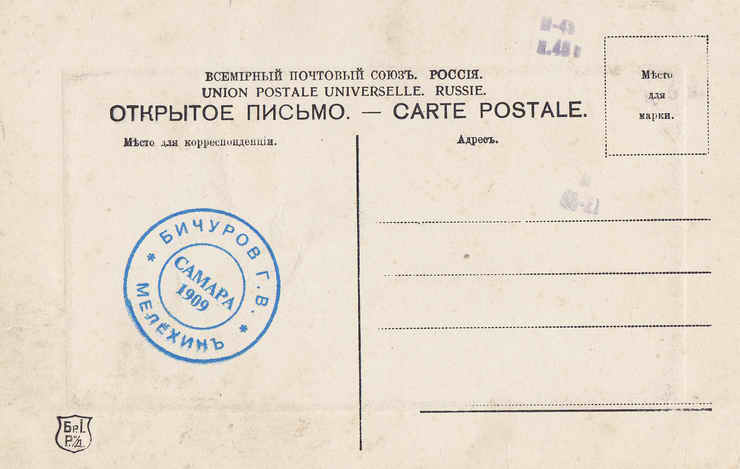 ВСЕМІРНЫЙ ПОЧТОВЫЙ СОЮЗЪ. РОССІЯ.
UNION POSTALE UNIVERSELLE. RUSSIE.
ОТКРЫТОЕ ПИСЬМО. — CARTE POSTALE.
Мѣсто
для
марки.
Мѣсто для корреспонденціи.
Адресъ.
* БИЧУРОВ Г.В. *
МЕЛЕХИНЪ
САМАРА
1909